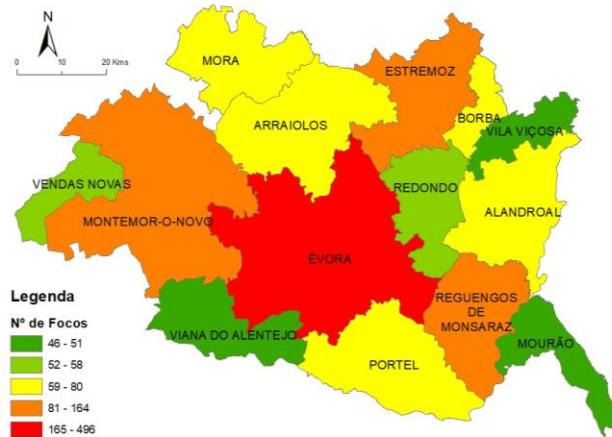 N
0 10 20 Kms
MORA
ESTREMOZ
ARRAIOLOS
BORBA
VILA VIÇOSA
VENDAS NOVAS
REDONDO
MONTEMOR-O-NOVO
ALANDROAL
ÉVORA
REGUENGOS
DE
MONSARAZ
VIANA DO ALENTEJO
MOURÃO
PORTEL
Legenda
Nº de Focos
46 - 51
52 - 58
59 - 80
81 - 164
165 - 496